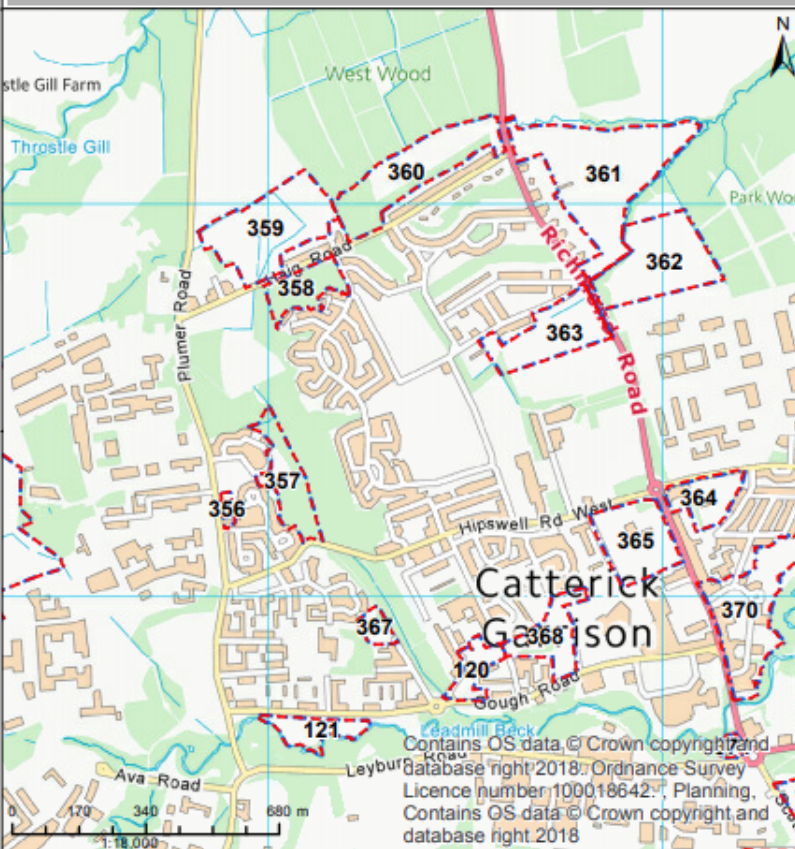 N
West Wood
stle Gill Farm
Throstle Gill
360
361
Park Woo
359
Haig Road
358
362
Richmond Road
363
Plumer Road
357
356
364
Hipswell Rd West
365
Catterick
Garrison
370
367
368
120
Gough Road
121
Leadmill Beck
Leyburn Road
Ava Road
0 170 340 680 m
1:18,000
Contains OS data © Crown copyright and
database right 2018. Ordnance Survey
Licence number 100018642. , Planning,
Contains OS data © Crown copyright and
database right 2018